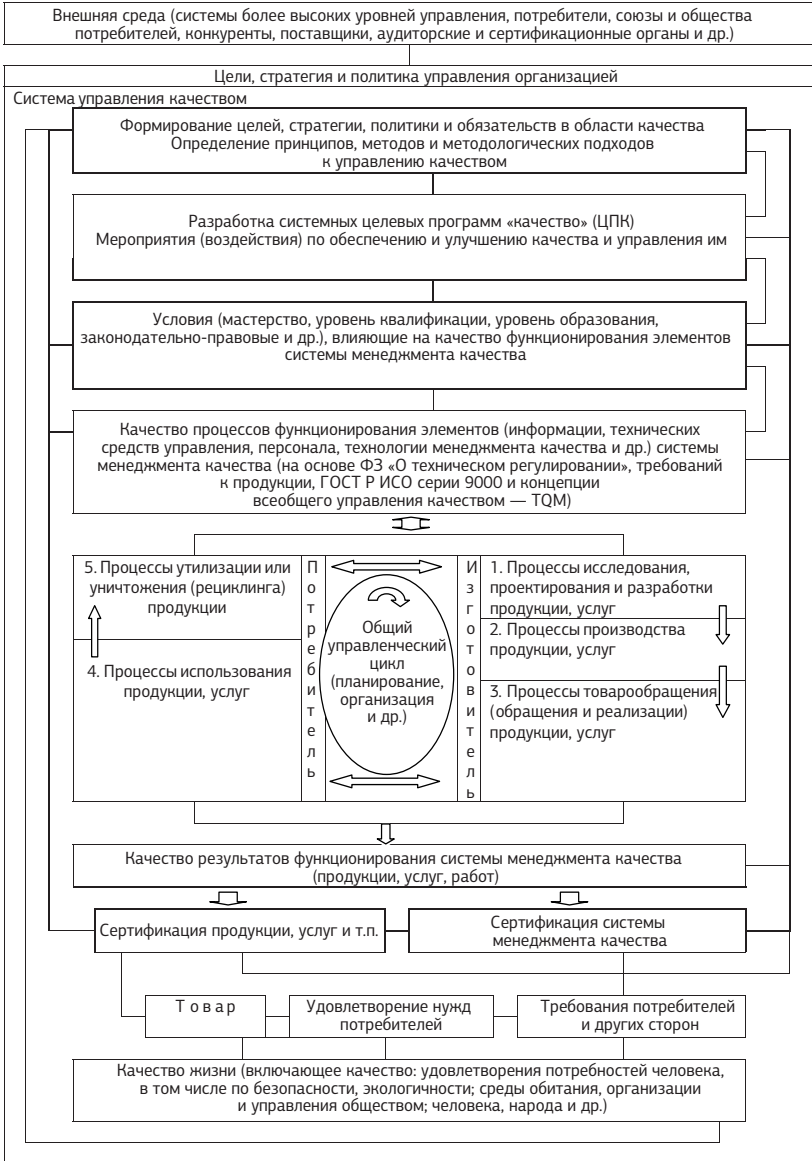 Внешняя среда (системы более высоких уровней управления, потребители, союзы и общества
потребителей, конкуренты, поставщики, аудиторские и сертификационные органы и др.)
Цели, стратегия и политика управления организацией
Система управления качеством
Формирование целей, стратегии, политики и обязательств в области качества
Определение принципов, методов и методологических подходов
к управлению качеством
Разработка системных целевых программ «качество» (ЦПК)
Мероприятия (воздействия) по обеспечению и улучшению качества и управления им
Условия (мастерство, уровень квалификации, уровень образования,
законодательно-правовые и др.), влияющие на качество функционирования элементов
системы менеджмента качества
Качество процессов функционирования элементов (информации, технических
средств управления, персонала, технологии менеджмента качества и др.) системы
менеджмента качества (на основе ФЗ «О техническом регулировании», требований
к продукции, ГОСТ Р ИСО серии 9000 и концепции
всеобщего управления качеством — TQM)
5. Процессы утилизации или
уничтожения (рециклинга)
продукции
4. Процессы использования
продукции, услуг
Потребитель
Общий
управленческий
цикл
(планирование,
организация
и др.)
Изготовитель
1. Процессы исследования,
проектирования и разработки
продукции, услуг
2. Процессы производства
продукции, услуг
3. Процессы товарообращения
(обращения и реализации)
продукции, услуг
Качество результатов функционирования системы менеджмента качества
(продукции, услуг, работ)
Сертификация продукции, услуг и т.п.
Сертификация системы
менеджмента качества
Товар
Удовлетворение нужд
потребителей
Требования потребителей
и других сторон
Качество жизни (включающее качество: удовлетворения потребностей человека,
в том числе по безопасности, экологичности; среды обитания, организации
и управления обществом; человека, народа и др.)